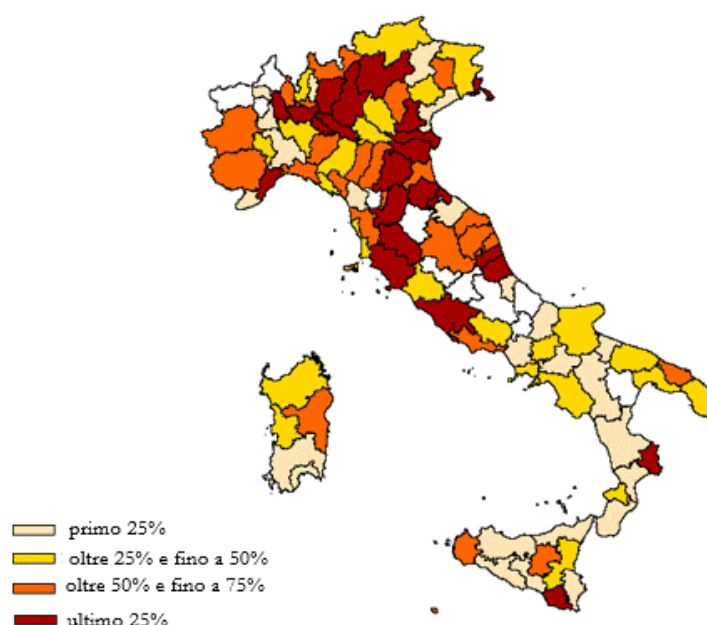 primo 25%
oltre 25% e fino a 50%
oltre 50% e fino a 75%
ultimo 25%